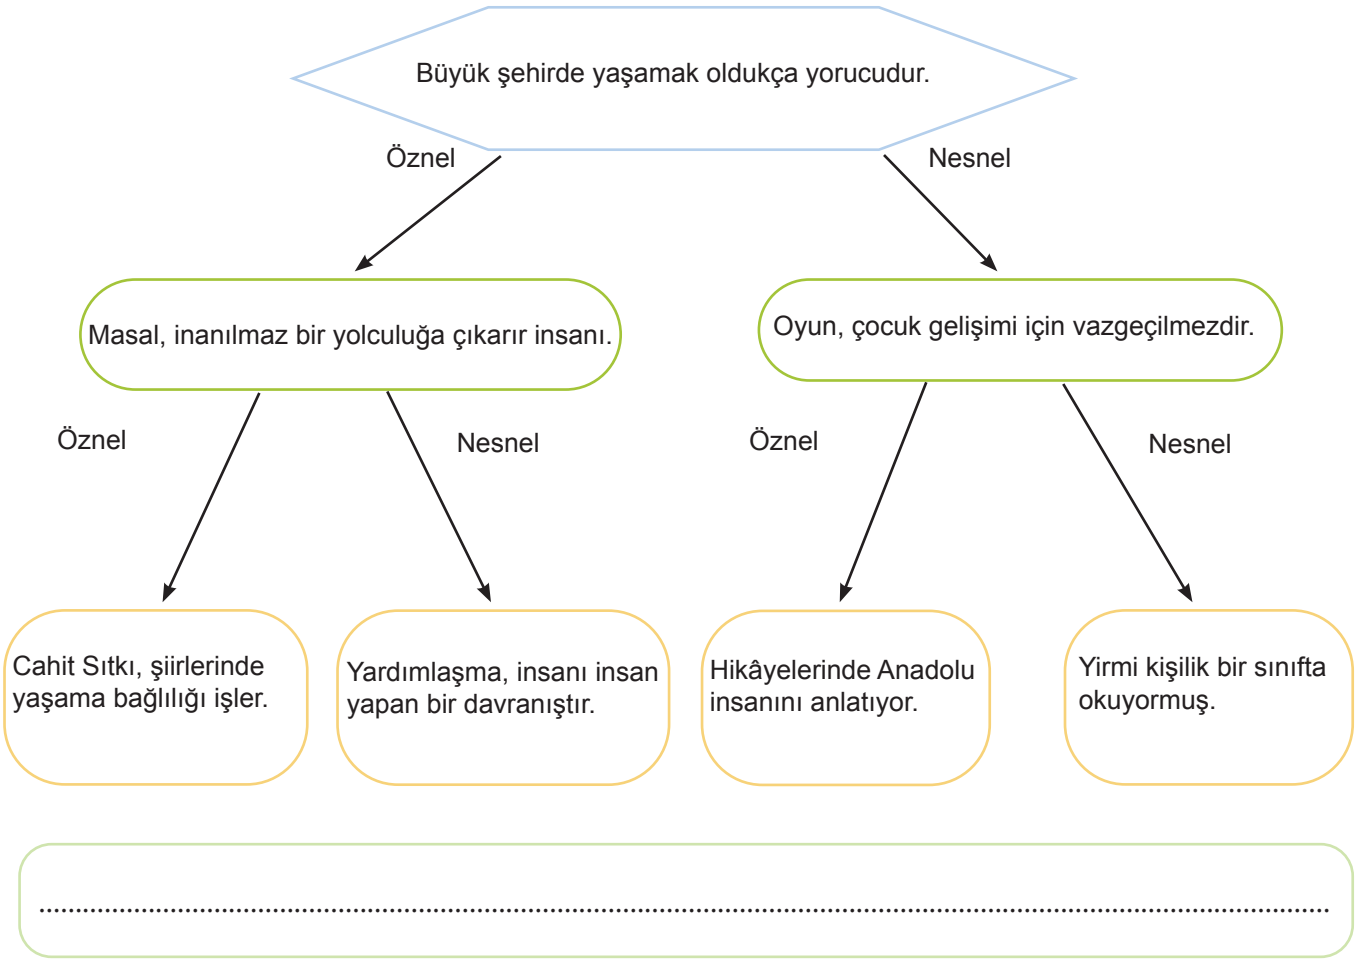 Büyük şehirde yaşamak oldukça yorucudur.
Öznel
Nesnel
Masal, inanılmaz bir yolculuğa çıkarır insanı.
Oyun, çocuk gelişimi için vazgeçilmezdir.
Öznel
Nesnel
Öznel
Nesnel
Cahit Sıtkı, şiirlerinde
yaşama bağlılığı işler.
Yardımlaşma, insanı insan
yapan bir davranıştır.
Hikâyelerinde Anadolu
insanını anlatıyor.
Yirmi kişilik bir sınıfta
okuyormuş.